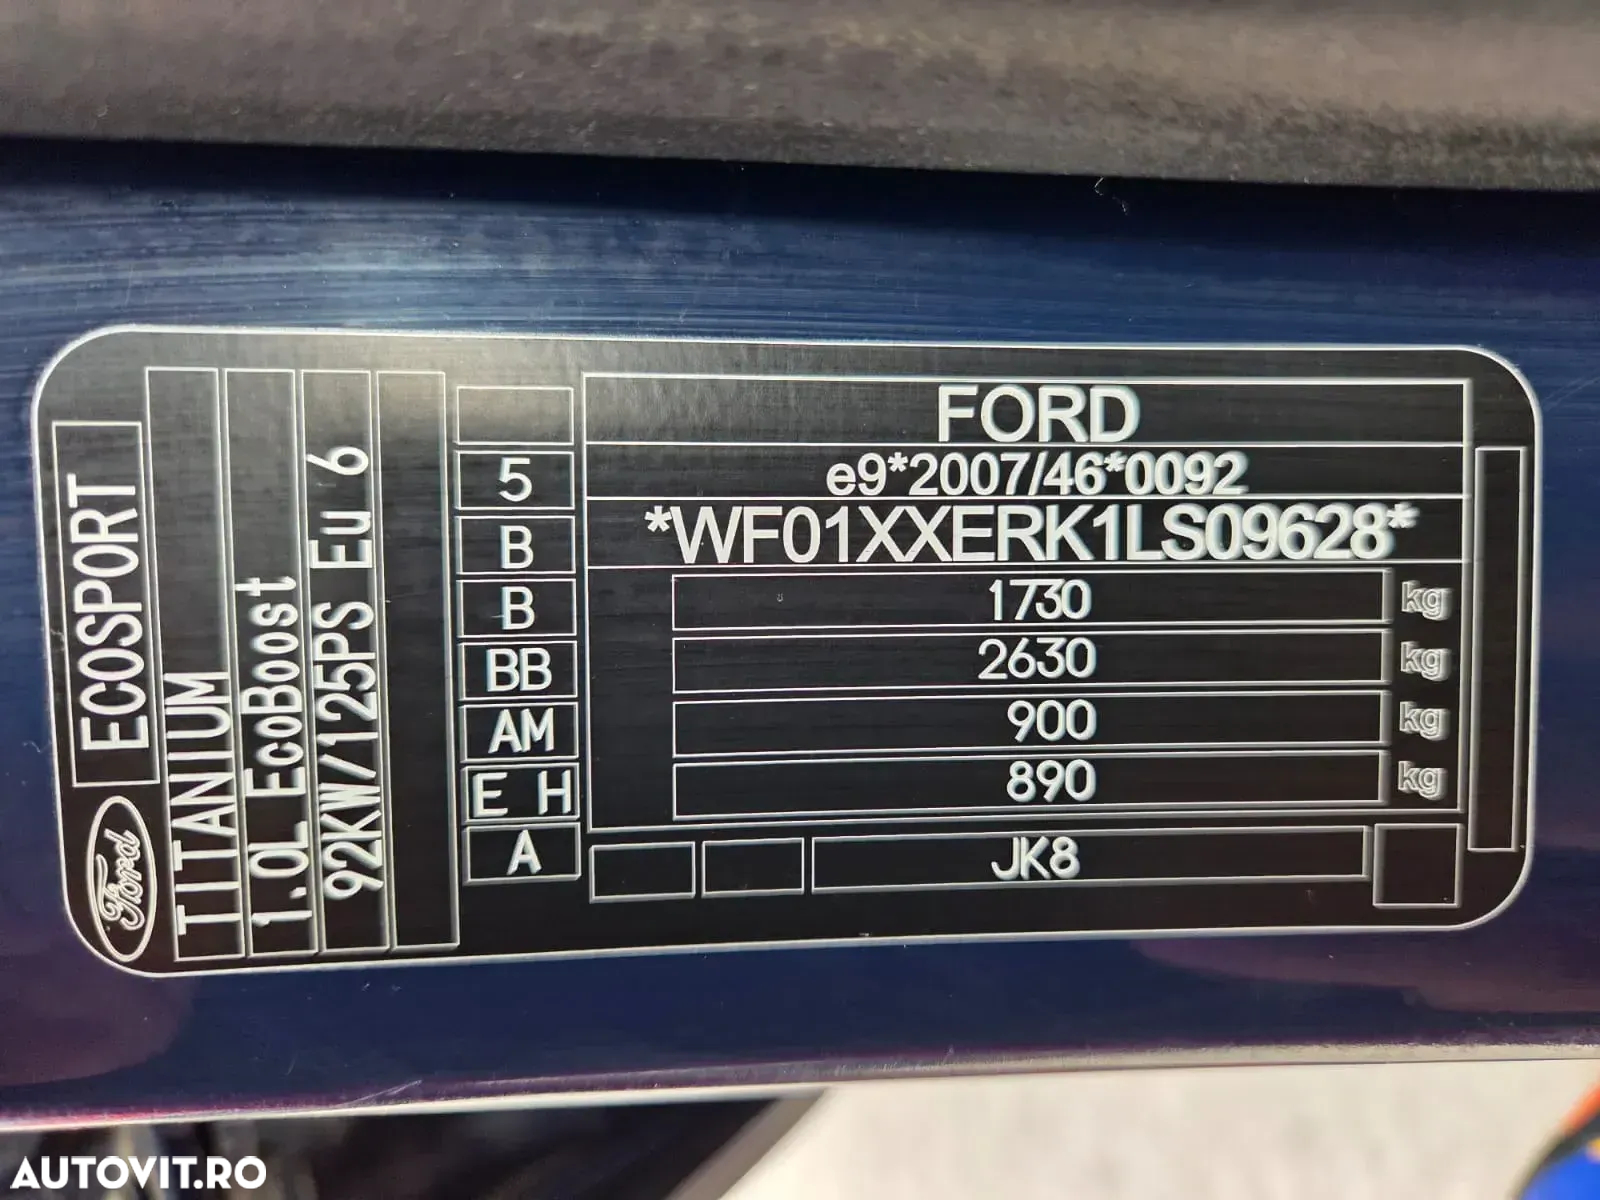 ECOSPORT
Ford
TITANIUM
1.0L EcoBoost
92KW/125PS Eu 6
5
B
B
BB
AM
E H
A
FORD
e9*2007/46*0092
*WF01XXERK1LS09628*
1730 kg
2630 kg
900 kg
890 kg
JK8
AUTOVIT.RO